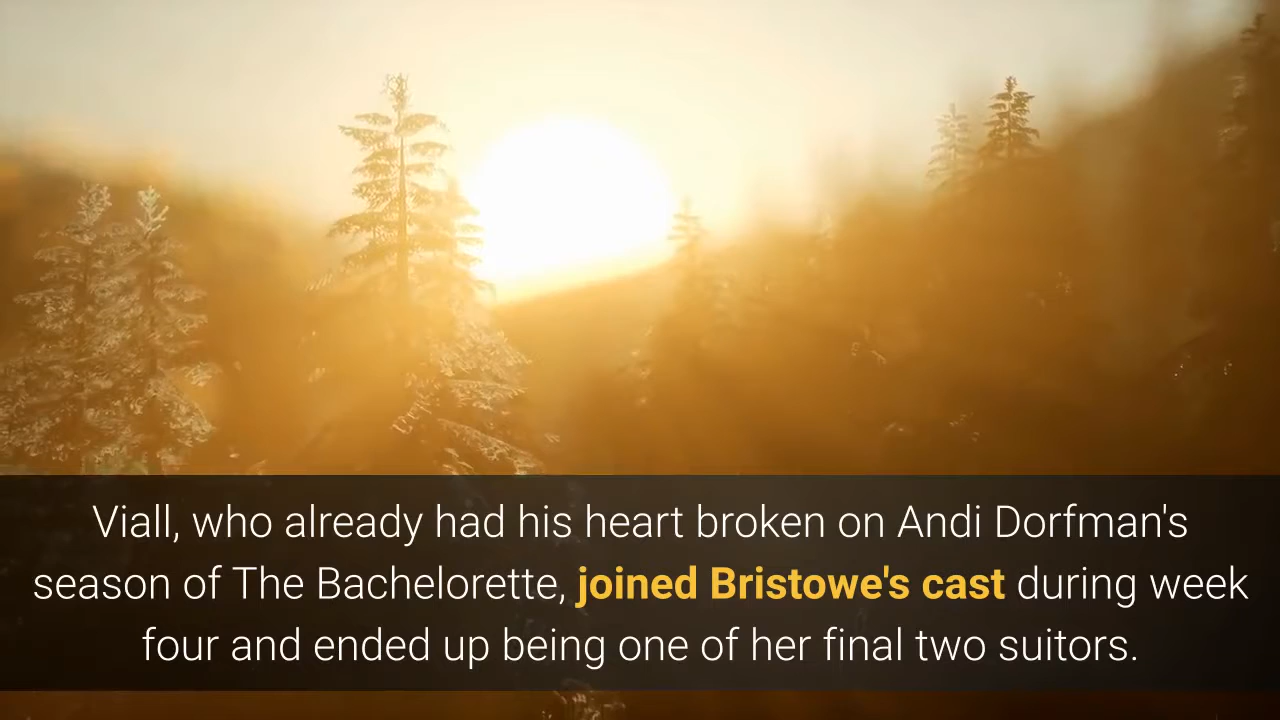 Viall, who already had his heart broken on Andi Dorfman's
season of The Bachelorette, joined Bristowe's cast during week
four and ended up being one of her final two suitors.